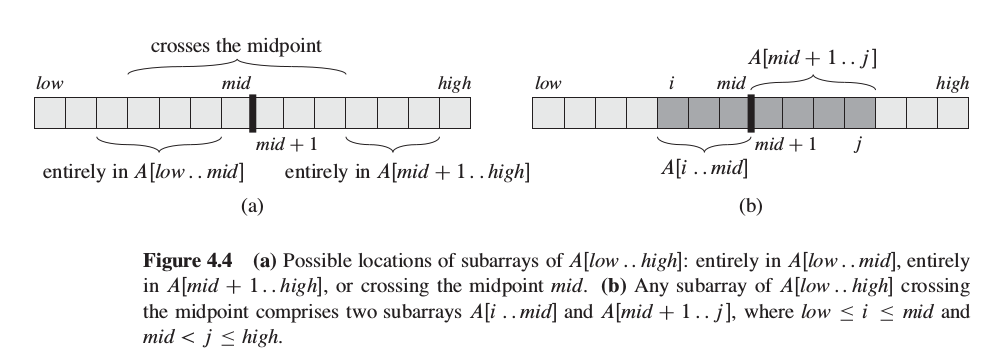 crosses the midpoint
low mid high
mid + 1
entirely in A[low . . mid] entirely in A[mid + 1 . . high]
(a)
A[mid + 1 . . j]
low i mid high
mid + 1 j
A[i . . mid]
(b)
Figure 4.4 (a) Possible locations of subarrays of A[low . . high]: entirely in A[low . . mid], entirely
in A[mid + 1 . . high], or crossing the midpoint mid. (b) Any subarray of A[low . . high] crossing
the midpoint comprises two subarrays A[i . . mid] and A[mid + 1 . . j], where low ≤ i ≤ mid and
mid < j ≤ high.